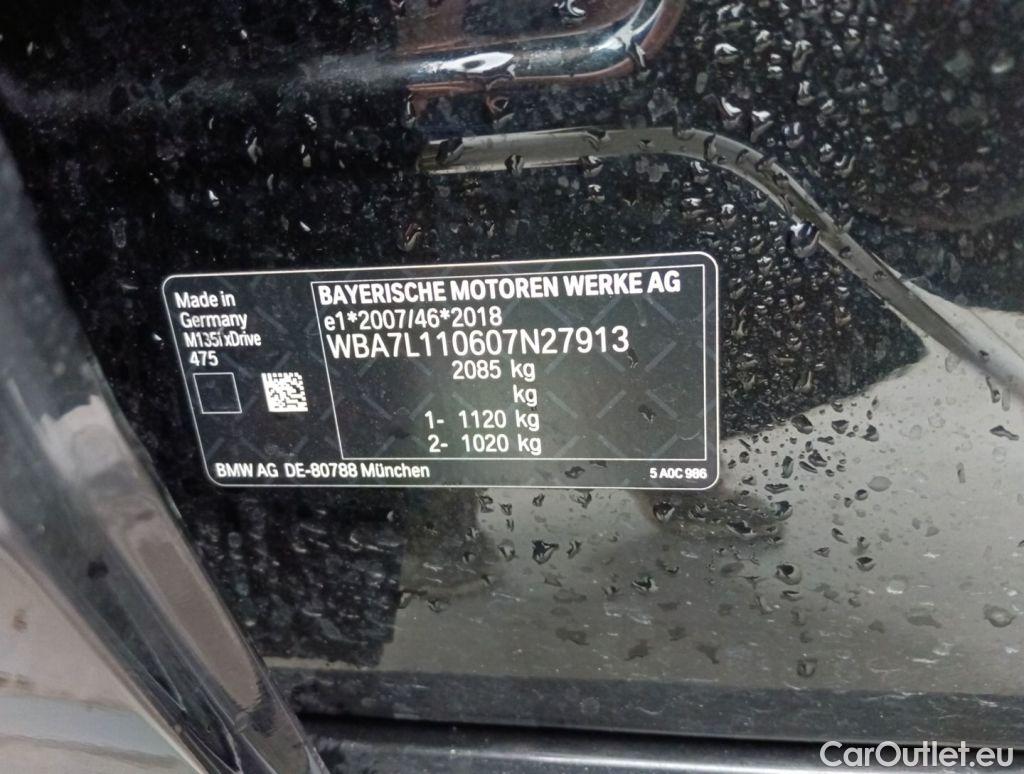 BAYERISCHE MOTOREN WERKE AG
e1*2007/46*2018
WBA7L110607N27913
2085 kg
kg
1- 1120 kg
2- 1020 kg
Made in
Germany
M135i xDrive
475
BMW AG DE-80788 München
5 A0C 986
CarOutlet.eu